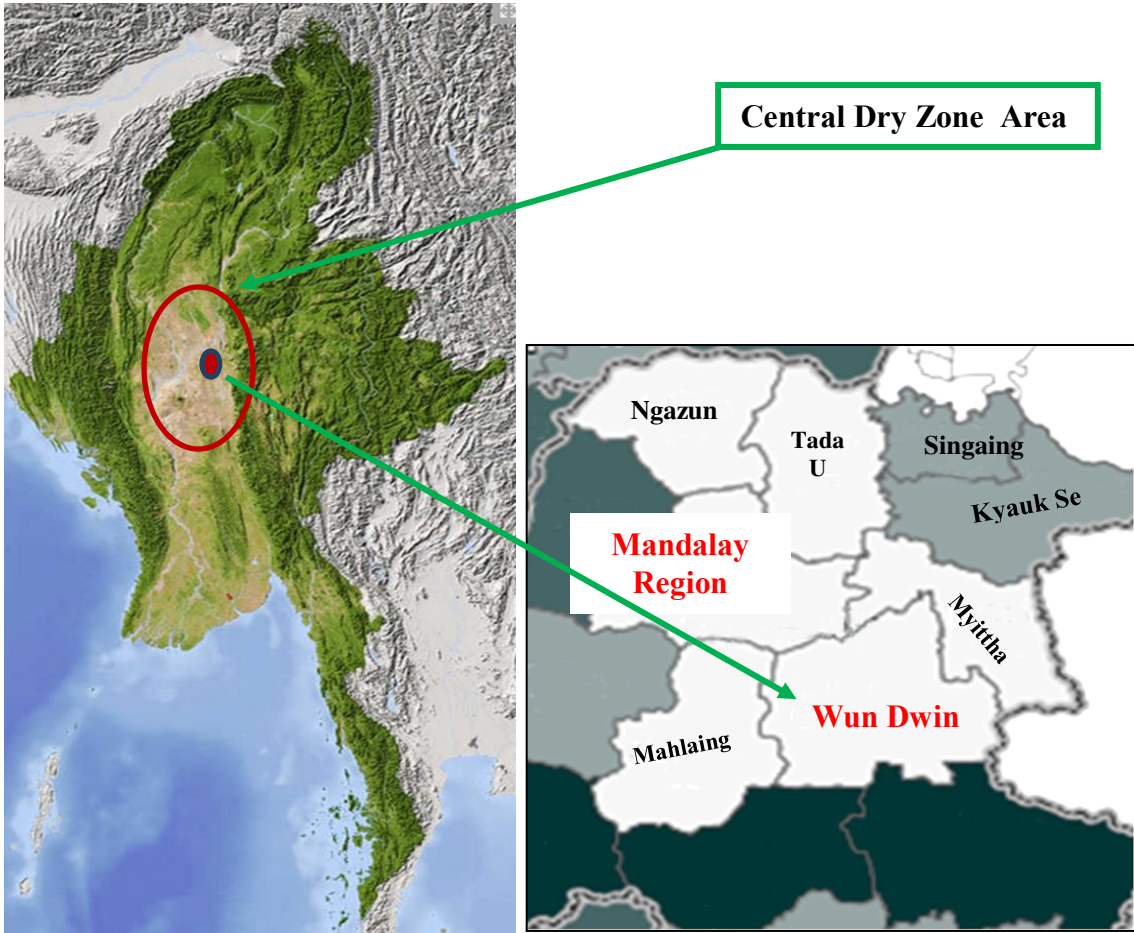 Central Dry Zone Area
Ngazun
Tada
U
Singaing
Kyauk Se
Mandalay
Region
Myittha
Wun Dwin
Mahlaing